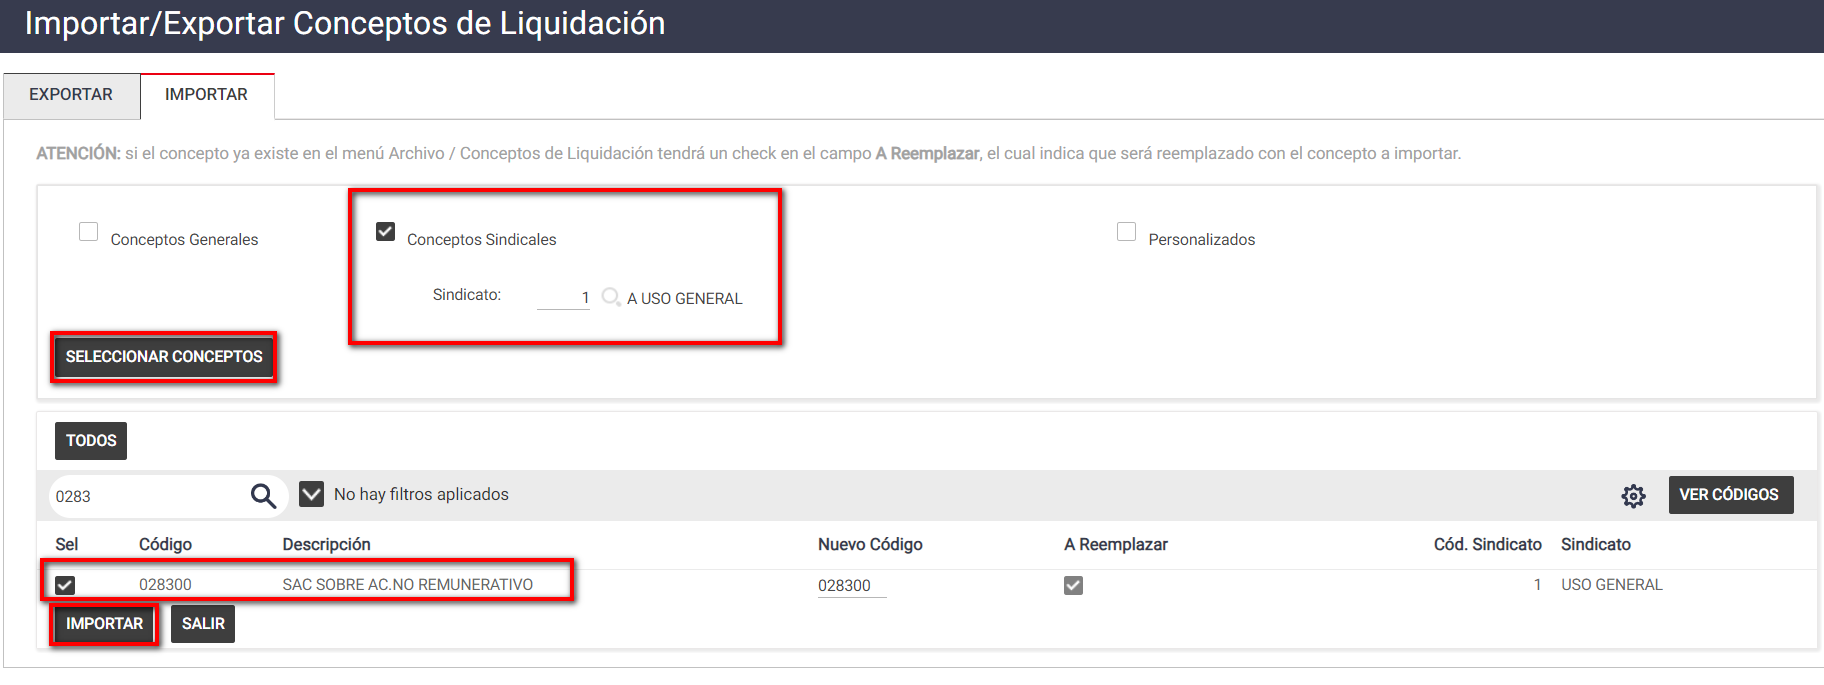 Importar/Exportar Conceptos de Liquidación
EXPORTAR IMPORTAR
ATENCIÓN: si el concepto ya existe en el menú Archivo / Conceptos de Liquidación tendrá un check en el campo A Reemplazar, el cual indica que será reemplazado con el concepto a importar.
Conceptos Generales Conceptos Sindicales Personalizados
Sindicato: 1 A USO GENERAL
SELECCIONAR CONCEPTOS
TODOS
0283 No hay filtros aplicados VER CÓDIGOS
Sel Código Descripción Nuevo Código A Reemplazar Cód. Sindicato Sindicato
028300 SAC SOBRE AC.NO REMUNERATIVO 028300 1 USO GENERAL
IMPORTAR SALIR